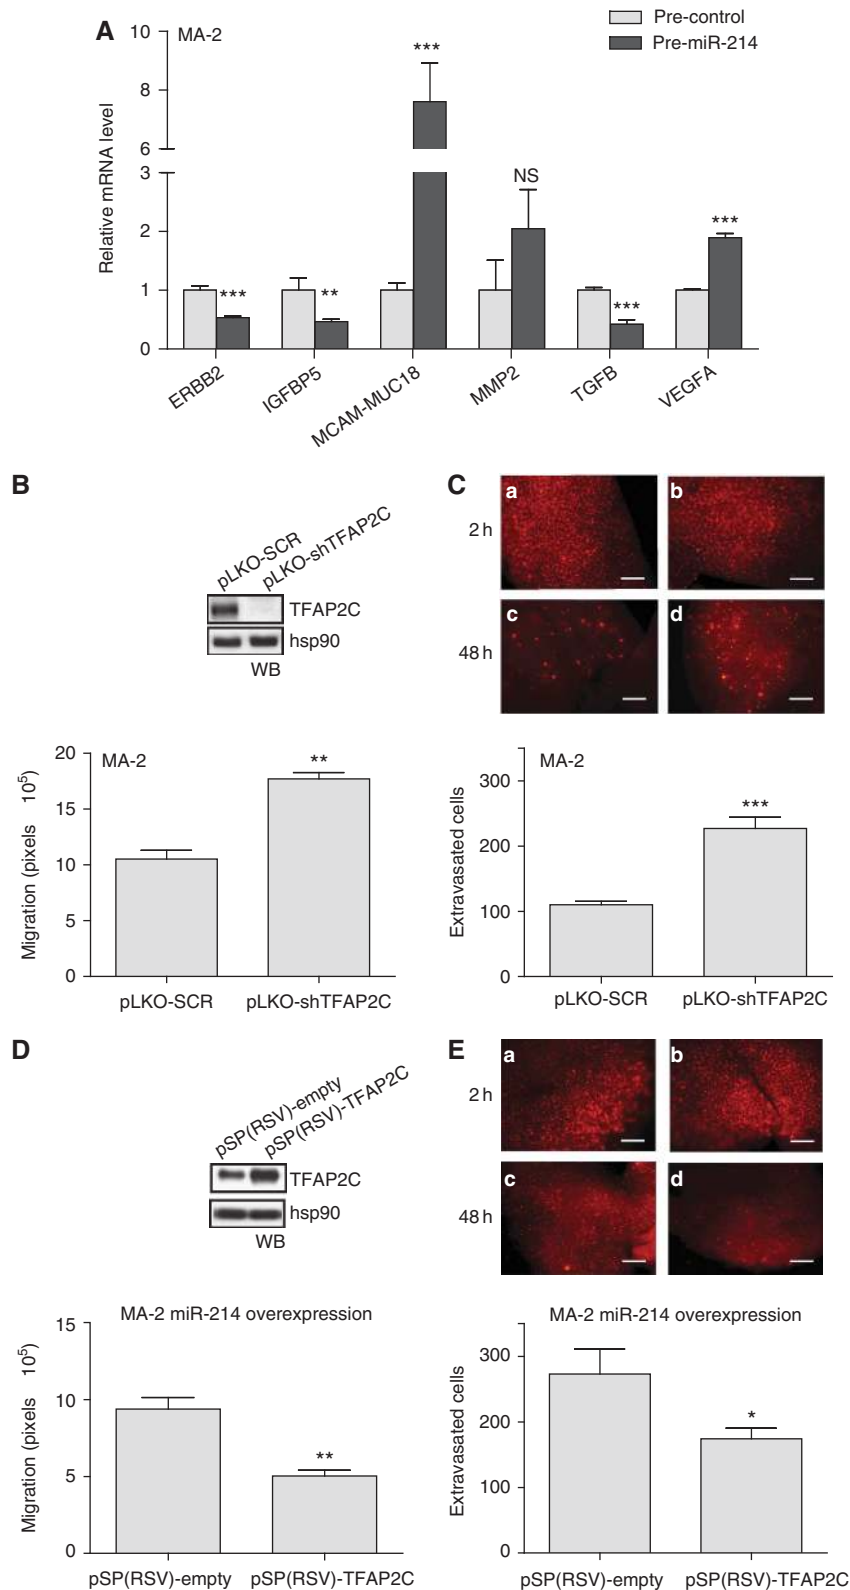 A
MA-2
Pre-control
Pre-miR-214
Relative mRNA level
10
8
6
3
2
1
0
***
**
***
NS
***
***
ERBB2
IGFBP5
MCAM-MUC18
MMP2
TGFB
VEGFA
B
pLKO-SCR
pLKO-shTFAP2C
TFAP2C
hsp90
WB
MA-2
Migration (pixels 10⁵)
20
15
10
5
0
**
pLKO-SCR
pLKO-shTFAP2C
C
a
b
2 h
c
d
48 h
MA-2
Extravasated cells
300
200
100
0
***
pLKO-SCR
pLKO-shTFAP2C
D
pSP(RSV)-empty
pSP(RSV)-TFAP2C
TFAP2C
hsp90
WB
MA-2 miR-214 overexpression
Migration (pixels 10⁵)
15
10
5
0
**
pSP(RSV)-empty
pSP(RSV)-TFAP2C
E
a
b
2 h
c
d
48 h
MA-2 miR-214 overexpression
Extravasated cells
300
200
100
0
*
pSP(RSV)-empty
pSP(RSV)-TFAP2C